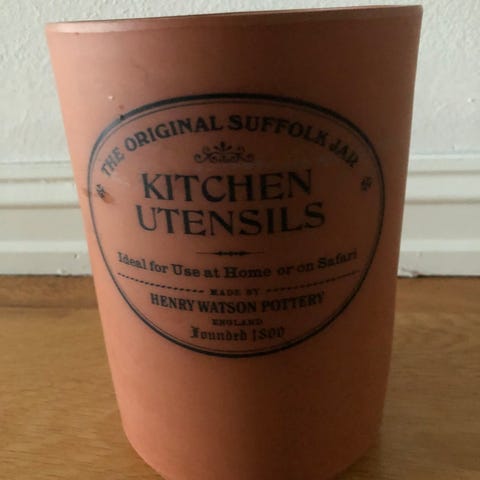 THE ORIGINAL SUFFOLK JAR
KITCHEN
UTENSILS
Ideal for Use at Home or on Safari
MADE BY
HENRY WATSON POTTERY
ENGLAND
Founded 1800